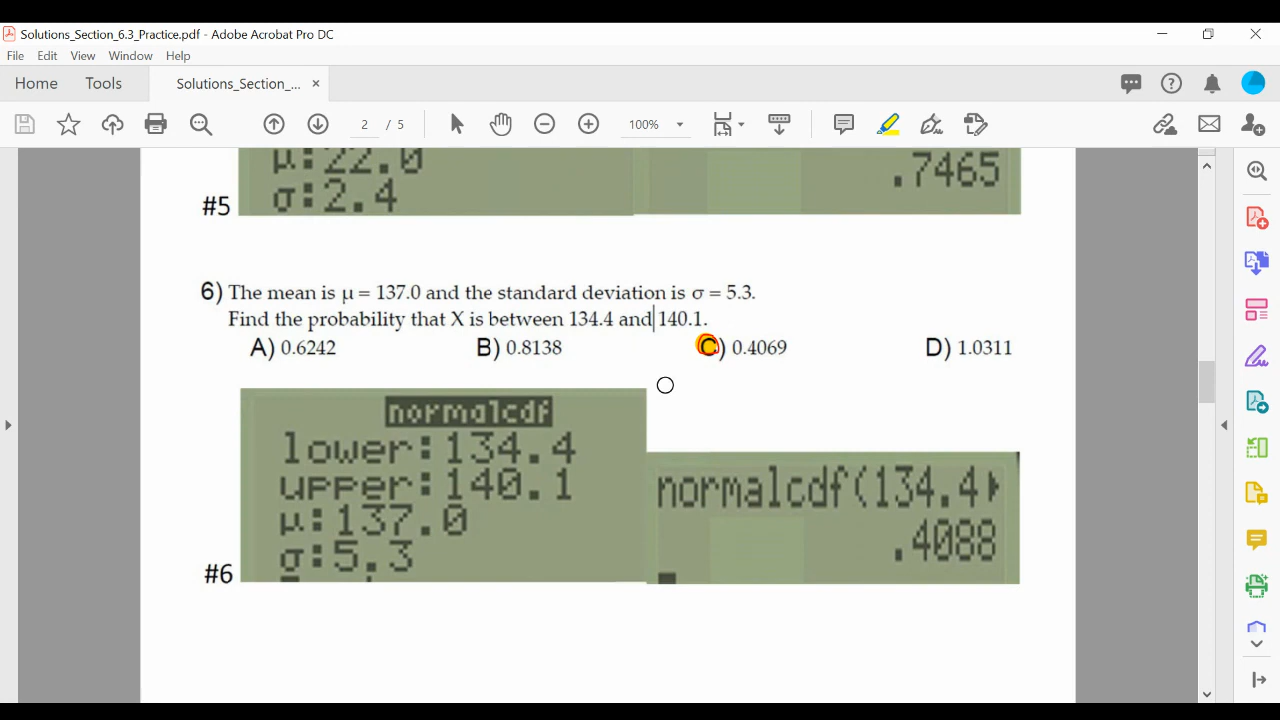 Solutions_Section_6.3_Practice.pdf - Adobe Acrobat Pro DC
File Edit View Window Help
Home Tools Solutions_Section_... ×
2 / 5 100%
μ:22.0
σ:2.4
.7465
#5
6) The mean is μ = 137.0 and the standard deviation is σ = 5.3.
Find the probability that X is between 134.4 and 140.1.
A) 0.6242 B) 0.8138 C) 0.4069 D) 1.0311
normalcdf
lower:134.4
upper:140.1
μ:137.0
σ:5.3
normalcdf(134.4
.4088
#6